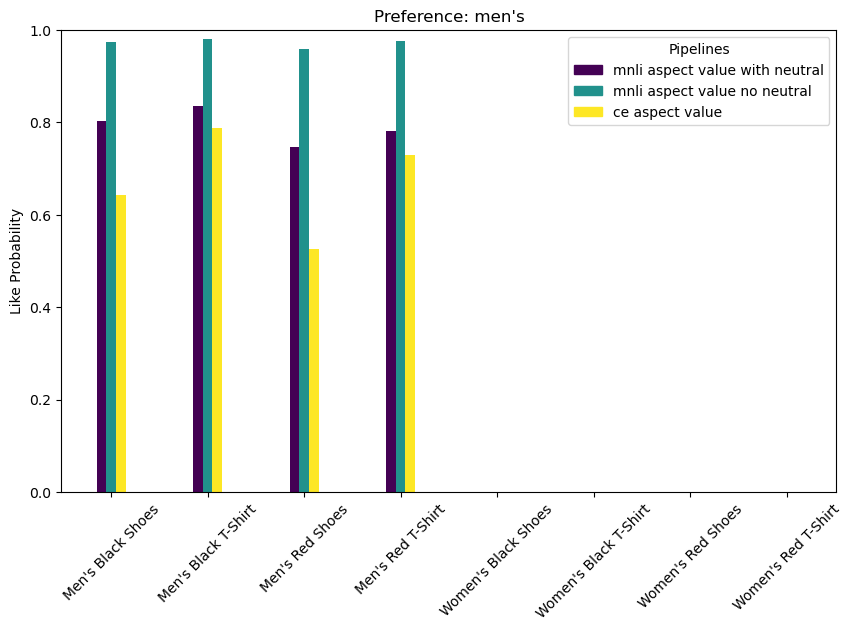 Preference: men's
Pipelines
mnli aspect value with neutral
mnli aspect value no neutral
ce aspect value
Like Probability
1.0
0.8
0.6
0.4
0.2
0.0
Men's Black Shoes
Men's Black T-Shirt
Men's Red Shoes
Men's Red T-Shirt
Women's Black Shoes
Women's Black T-Shirt
Women's Red Shoes
Women's Red T-Shirt